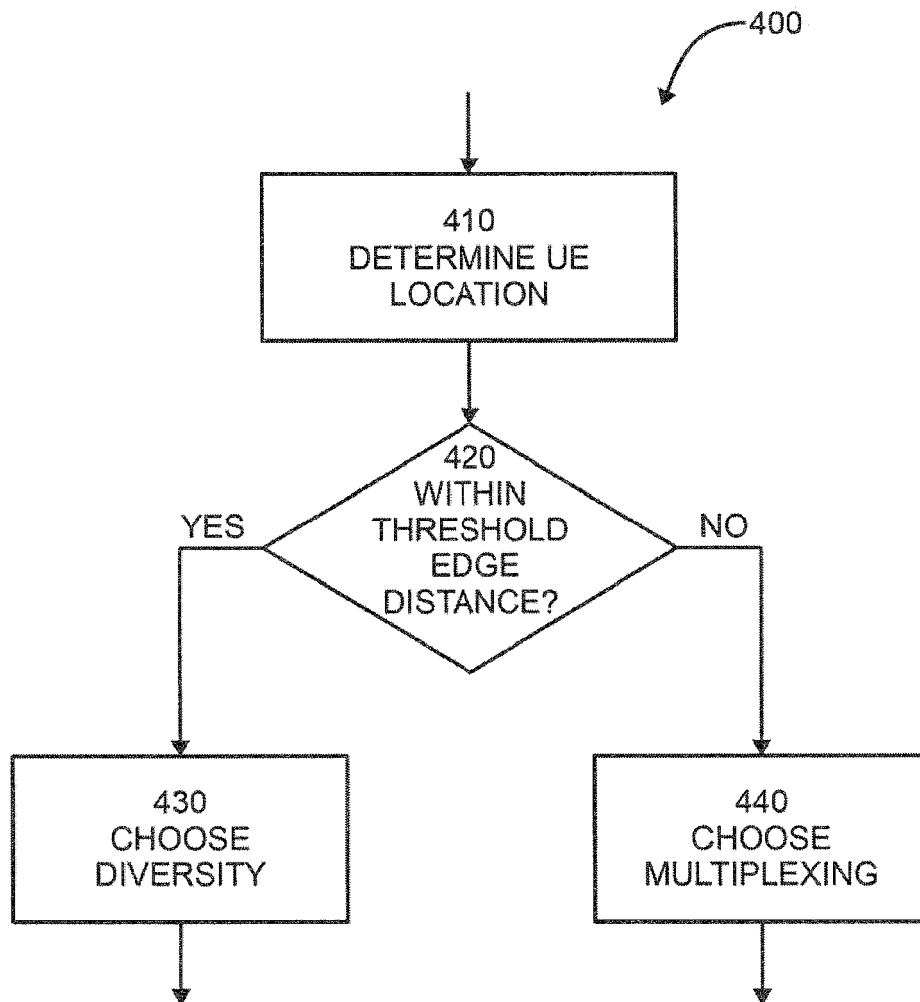 400
410
DETERMINE UE
LOCATION
420
WITHIN
THRESHOLD
EDGE
DISTANCE?
YES
NO
430
CHOOSE
DIVERSITY
440
CHOOSE
MULTIPLEXING